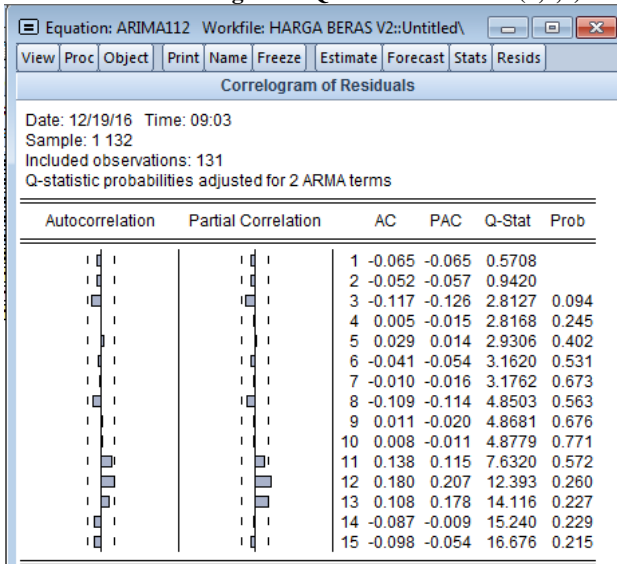 Equation: ARIMA112 Workfile: HARGA BERAS V2::Untitled\
View Proc Object Print Name Freeze Estimate Forecast Stats Resids
Correlogram of Residuals
Date: 12/19/16 Time: 09:03
Sample: 1 132
Included observations: 131
Q-statistic probabilities adjusted for 2 ARMA terms
Autocorrelation Partial Correlation AC PAC Q-Stat Prob
1 -0.065 -0.065 0.5708
2 -0.052 -0.057 0.9420
3 -0.117 -0.126 2.8127 0.094
4 0.005 -0.015 2.8168 0.245
5 0.029 0.014 2.9306 0.402
6 -0.041 -0.054 3.1620 0.531
7 -0.010 -0.016 3.1762 0.673
8 -0.109 -0.114 4.8503 0.563
9 0.011 -0.020 4.8681 0.676
10 0.008 -0.011 4.8779 0.771
11 0.138 0.115 7.6320 0.572
12 0.180 0.207 12.393 0.260
13 0.108 0.178 14.116 0.227
14 -0.087 -0.009 15.240 0.229
15 -0.098 -0.054 16.676 0.215